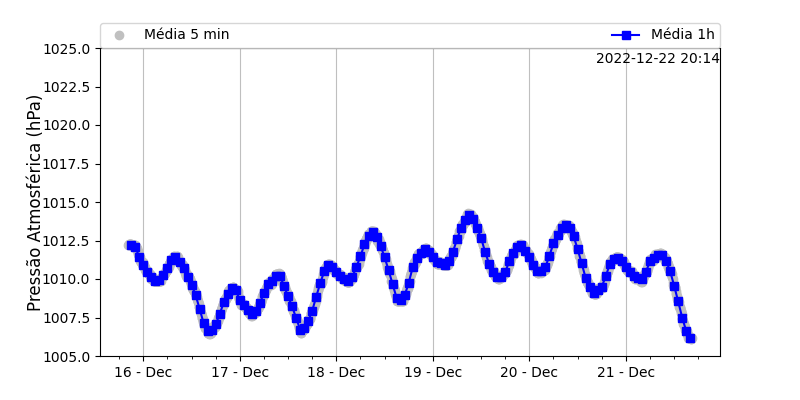 Média 5 min
Média 1h
2022-12-22 20:14
Pressão Atmosférica (hPa)
1025.0
1022.5
1020.0
1017.5
1015.0
1012.5
1010.0
1007.5
1005.0
16 - Dec
17 - Dec
18 - Dec
19 - Dec
20 - Dec
21 - Dec